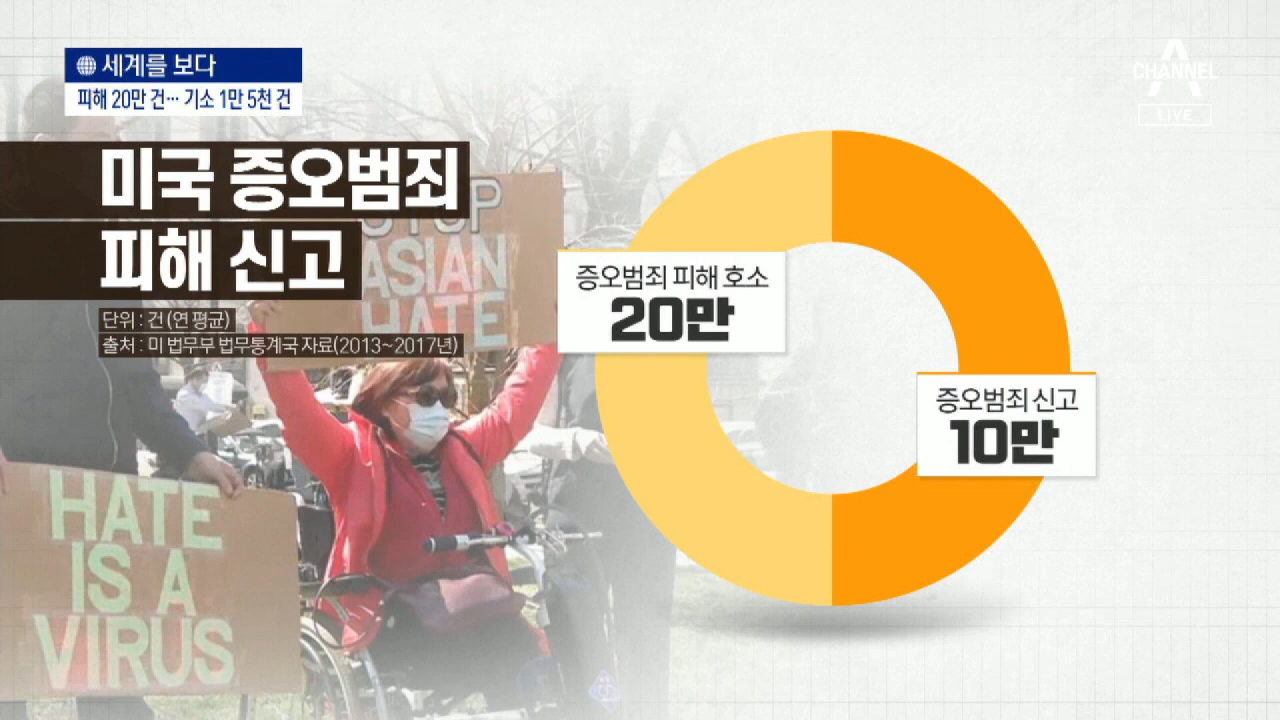 세계를 보다
피해 20만 건… 기소 1만 5천 건
A
CHANNEL
LIVE
미국 증오범죄
피해 신고
단위 : 건 (연 평균)
출처 : 미 법무부 법무통계국 자료(2013~2017년)
증오범죄 피해 호소
20만
증오범죄 신고
10만
STOP
ASIAN
HATE
HATE
IS A
VIRUS